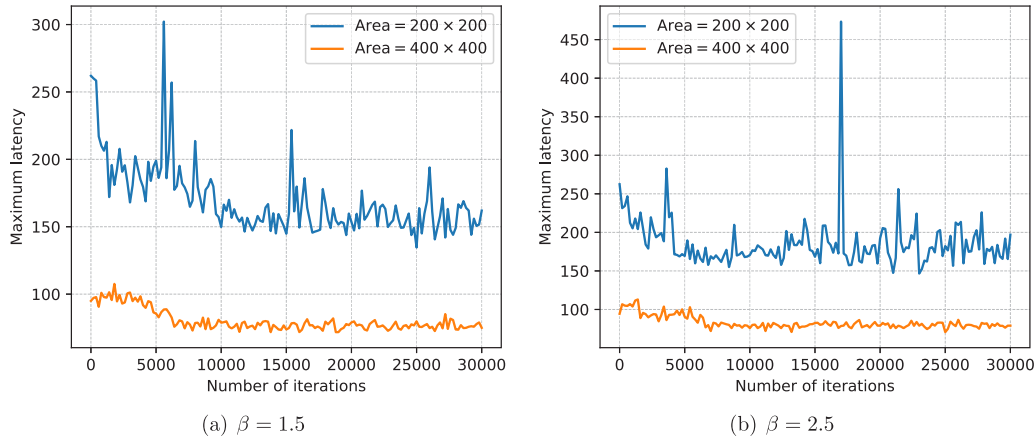 300
250
200
150
100
Maximum latency
Area = 200 × 200
Area = 400 × 400
0 5000 10000 15000 20000 25000 30000
Number of iterations
(a) β = 1.5
450
400
350
300
250
200
150
100
Maximum latency
Area = 200 × 200
Area = 400 × 400
0 5000 10000 15000 20000 25000 30000
Number of iterations
(b) β = 2.5